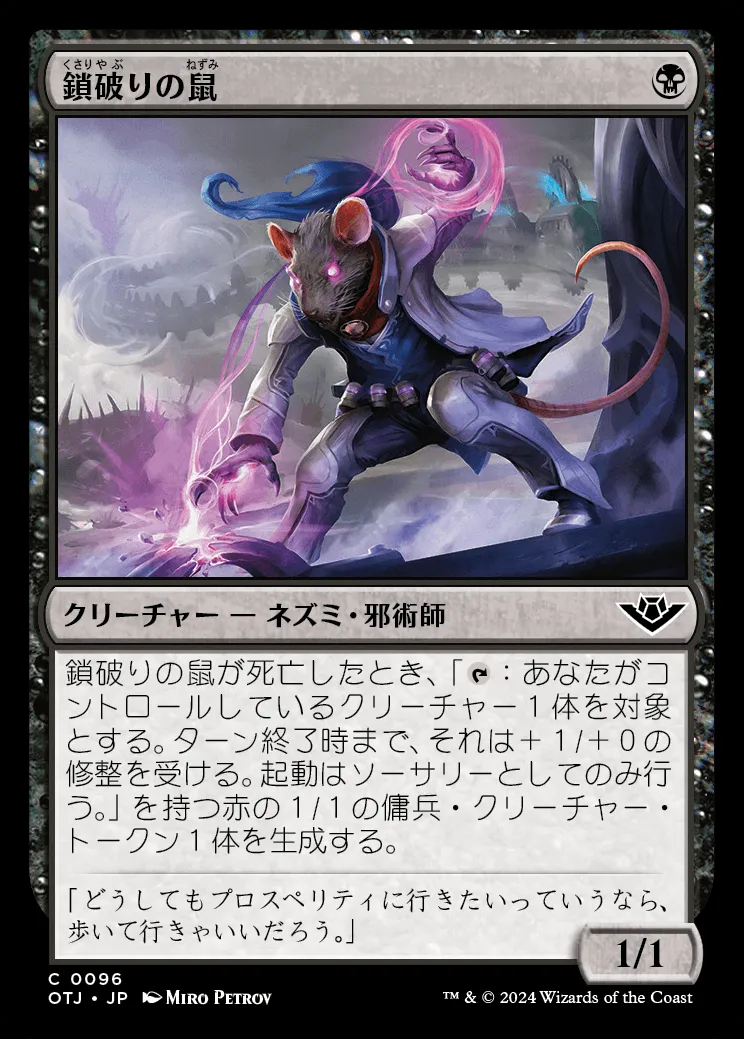 くさりやぶ ねずみ
鎖破りの鼠
クリーチャー — ネズミ・邪術師
鎖破りの鼠が死亡したとき、「:あなたがコ
ントロールしているクリーチャー1体を対象
とする。ターン終了時まで、それは+1/+0の
修整を受ける。起動はソーサリーとしてのみ行
う。」を持つ赤の1/1の傭兵・クリーチャー・
トークン1体を生成する。
「どうしてもプロスペリティに行きたいっていうなら、
歩いて行きゃいいだろう。」
1/1
C 0096
OTJ • JP Miro Petrov
™ & © 2024 Wizards of the Coast